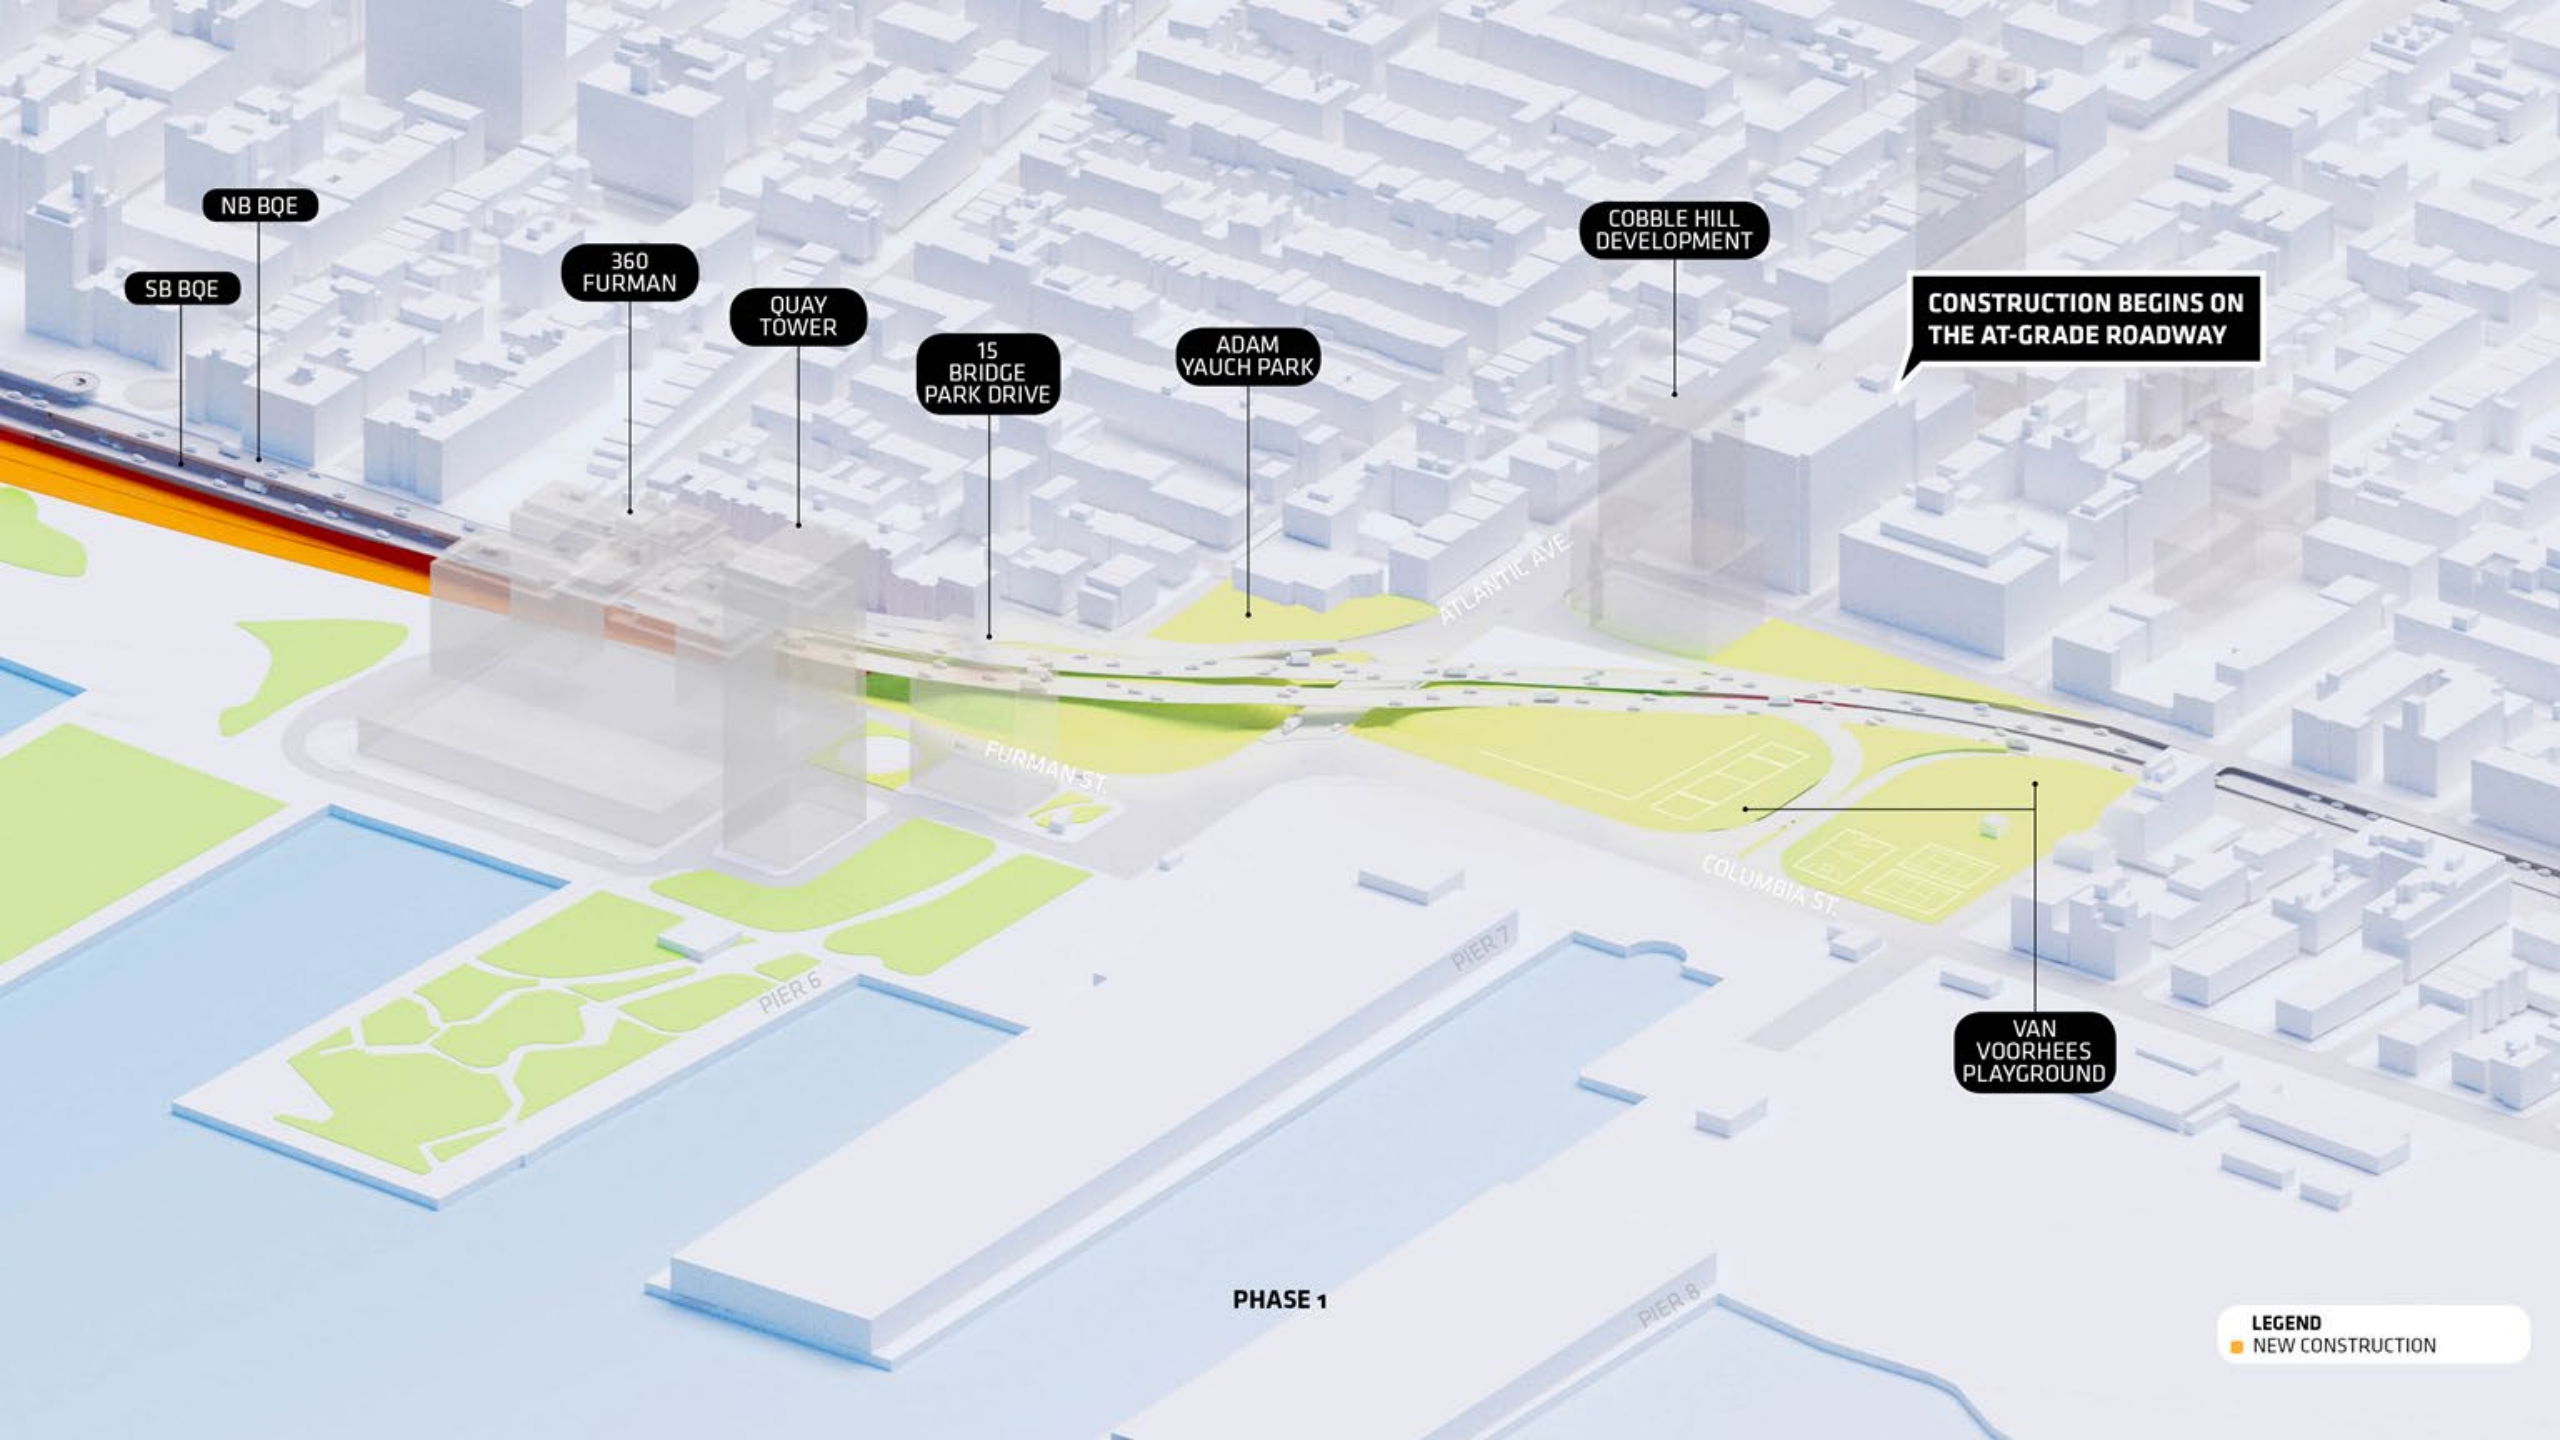 NB BQE
SB BQE
360
FURMAN
QUAY
TOWER
15
BRIDGE
PARK DRIVE
ADAM
YAUCH PARK
COBBLE HILL
DEVELOPMENT
CONSTRUCTION BEGINS ON
THE AT-GRADE ROADWAY
ATLANTIC AVE.
FURMAN ST.
COLUMBIA ST.
PIER 7
PIER 6
VAN
VOORHEES
PLAYGROUND
PIER 8
PHASE 1
LEGEND
NEW CONSTRUCTION